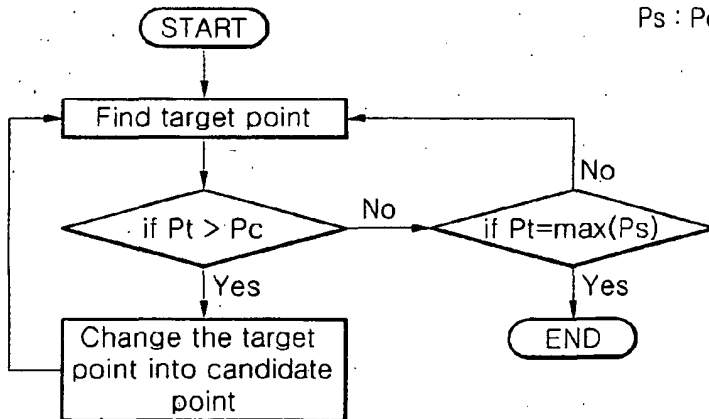 START
Ps : P
Find target point
No
if Pt > Pc
No
if Pt=max(Ps)
Yes
Yes
Change the target
point into candidate
point
END